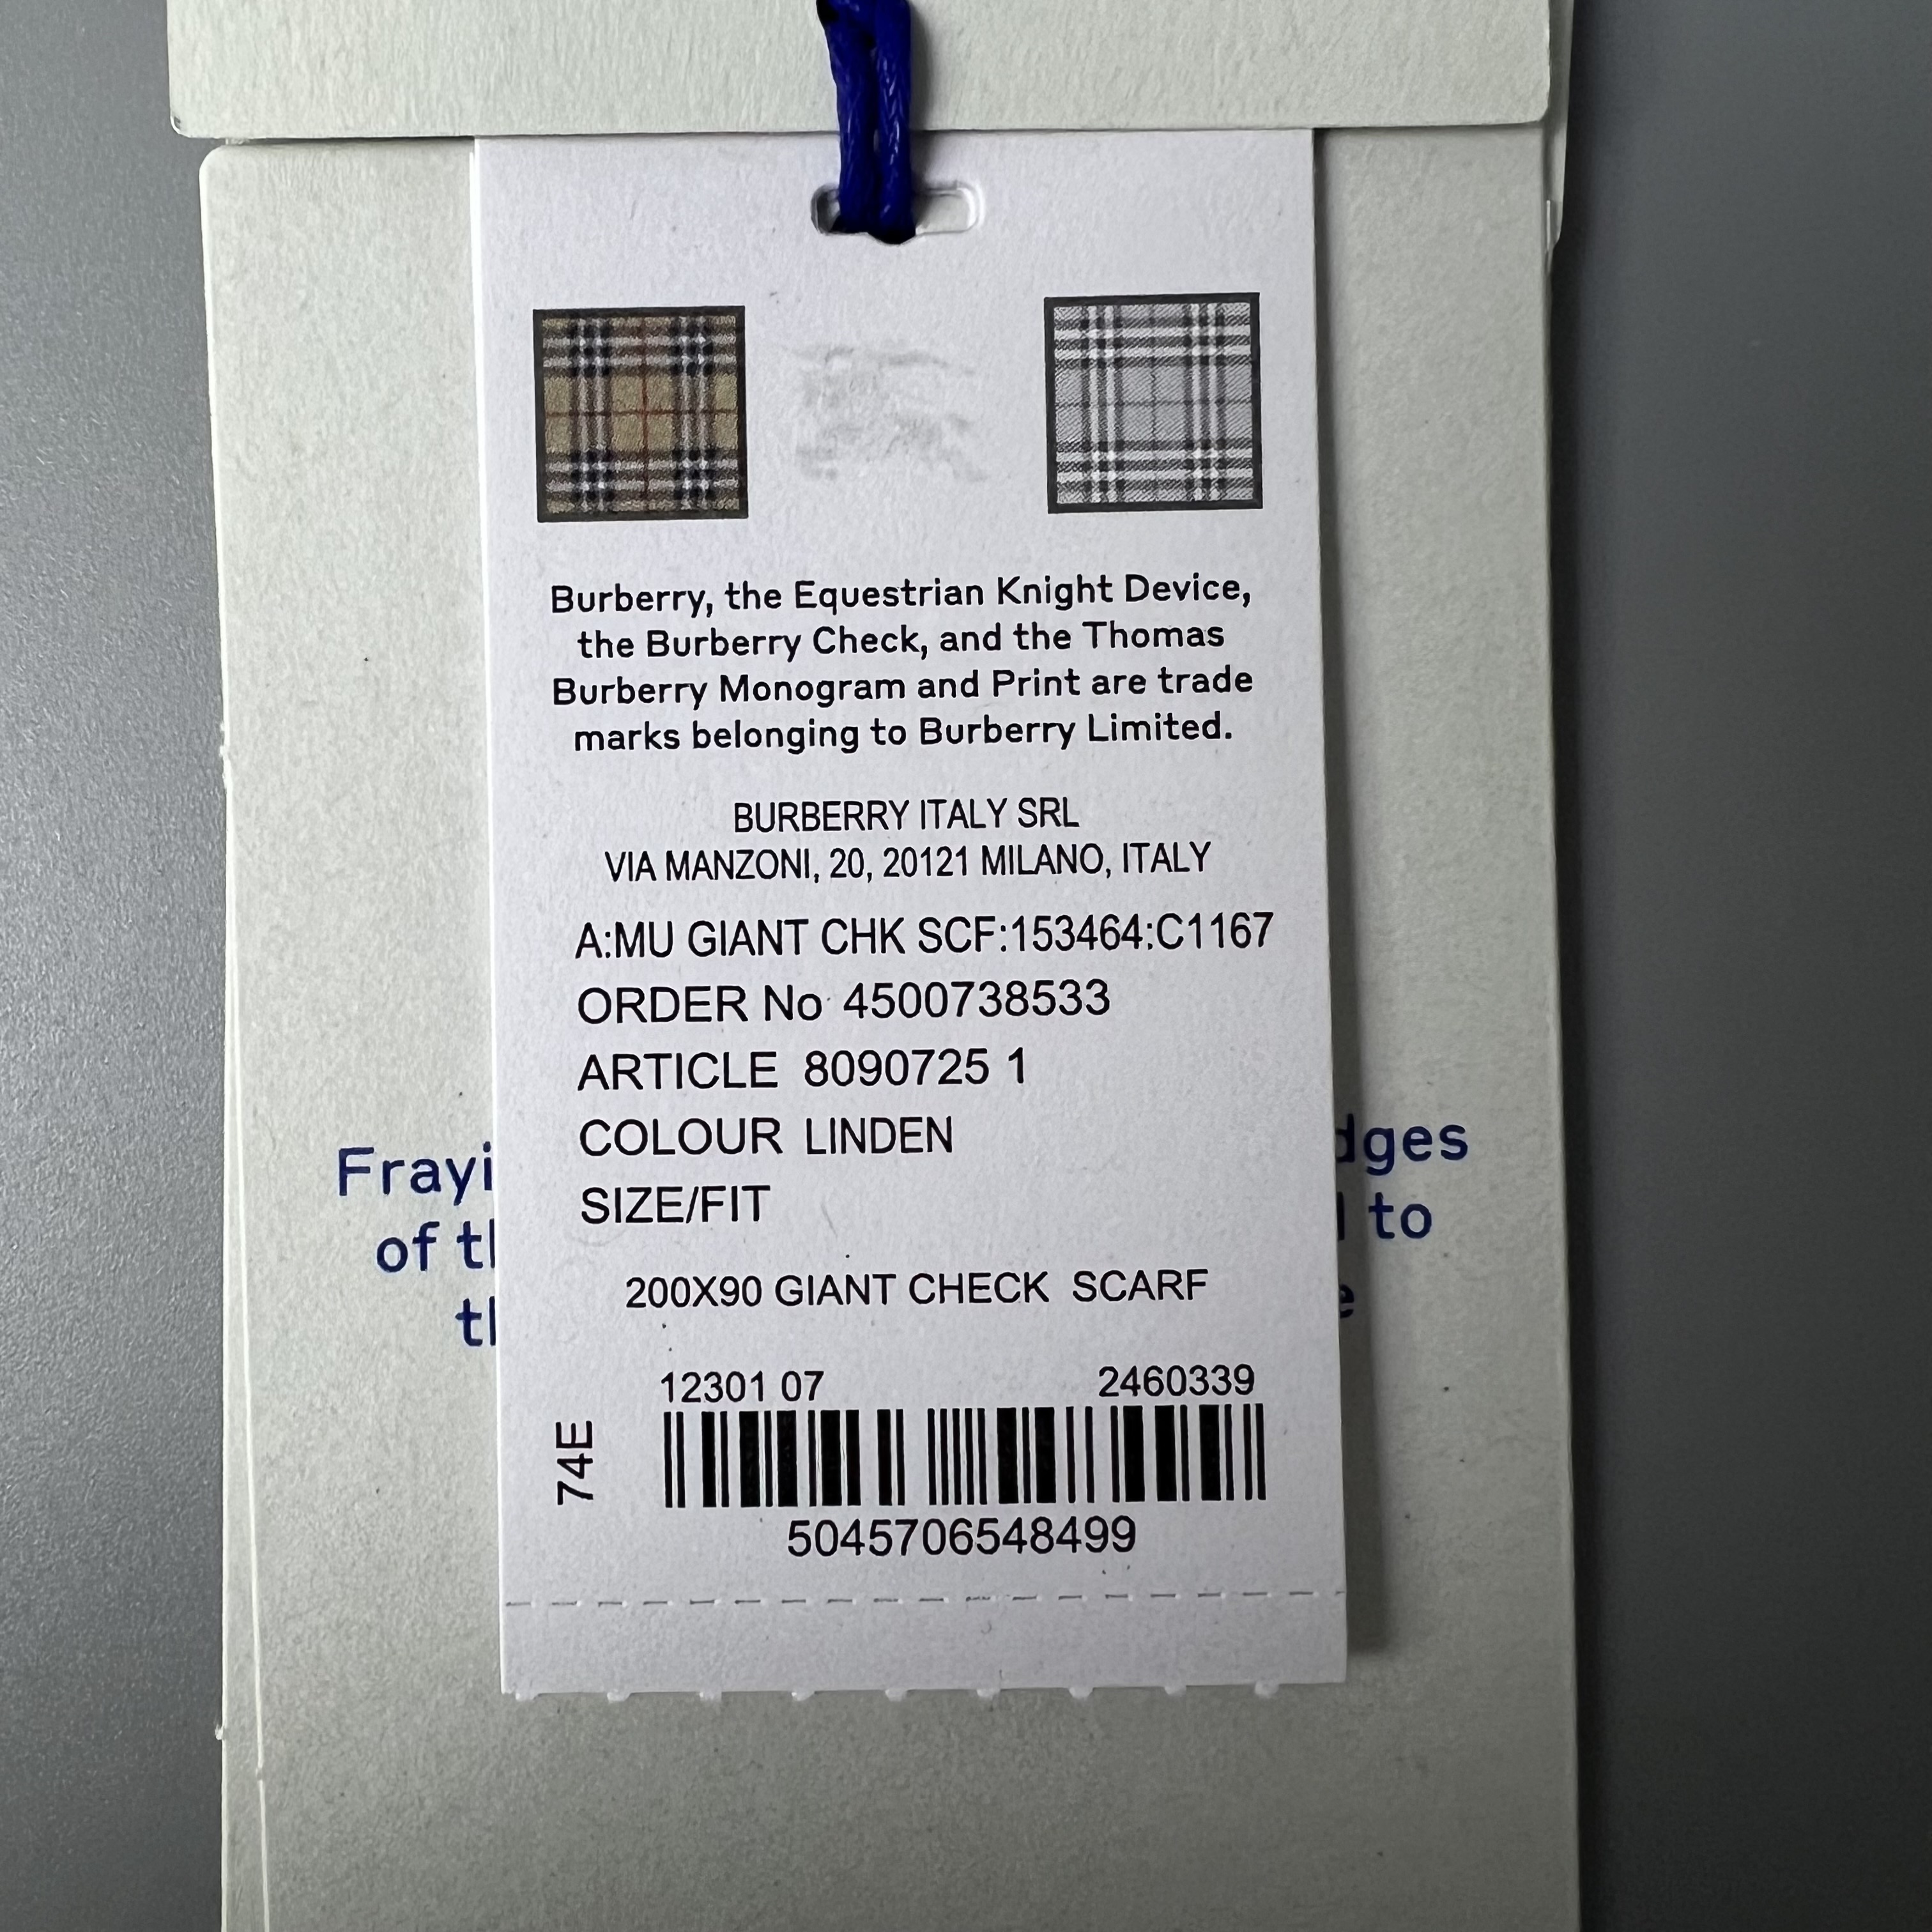 Burberry, the Equestrian Knight Device,
the Burberry Check, and the Thomas
Burberry Monogram and Print are trade
marks belonging to Burberry Limited.
BURBERRY ITALY SRL
VIA MANZONI, 20, 20121 MILANO, ITALY
A:MU GIANT CHK SCF:153464:C1167
ORDER No 4500738533
ARTICLE 8090725 1
COLOUR LINDEN
SIZE/FIT
200X90 GIANT CHECK SCARF
12301 07 2460339
74E
5045706548499
of
to